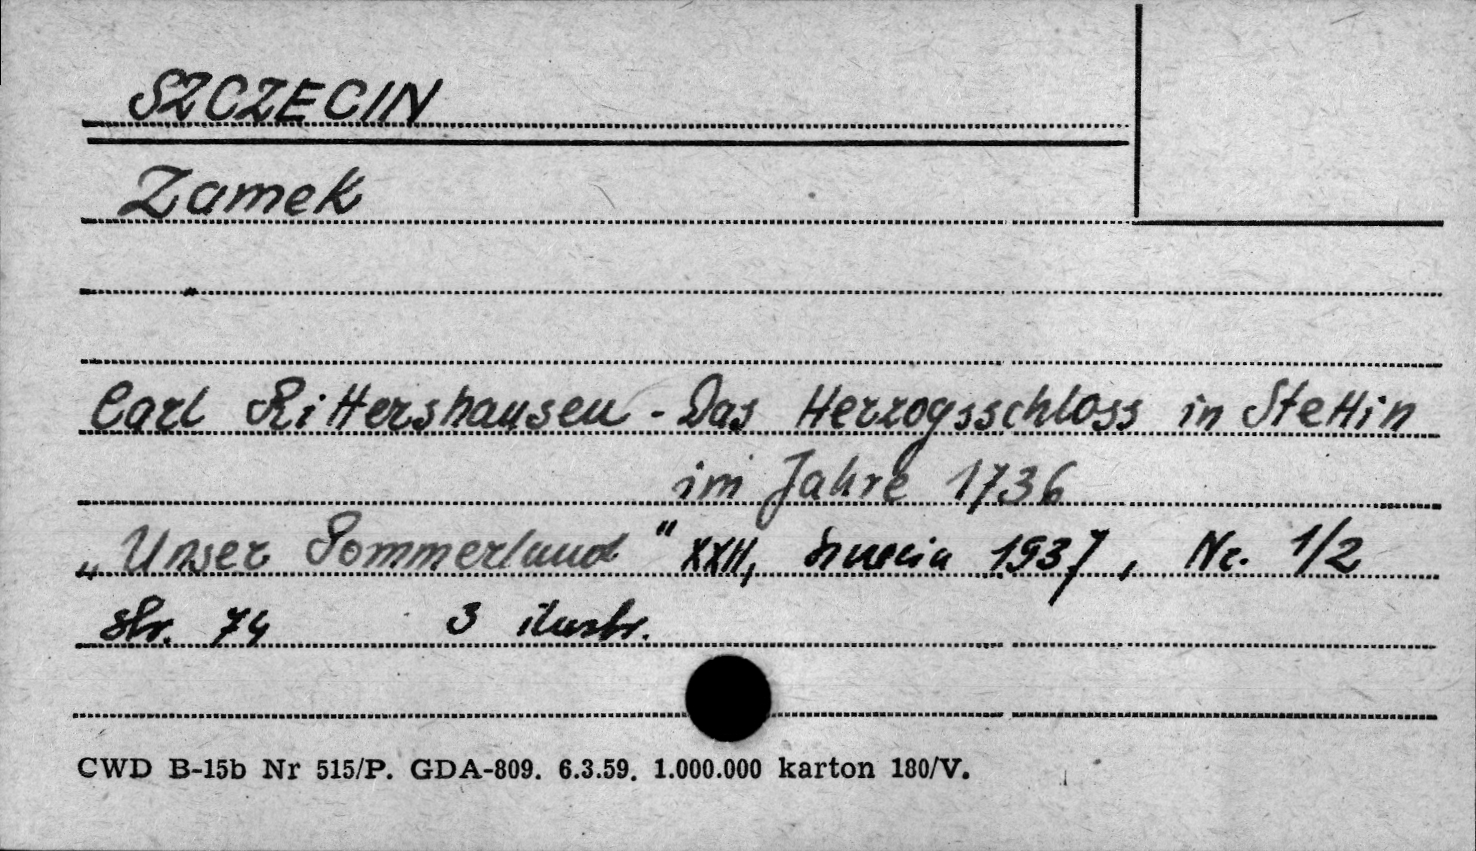 SZCZECIN
Zamek
Carl Rittershausen - Das Herzogsschloss in Stettin
im Jahre 1736
„Unser Pommerland“ XXII, 1937, Nr. 1/2
str. 74 3 ilustr.
CWD B-15b Nr 515/P. GDA-809. 6.3.59. 1.000.000 karton 180/V.